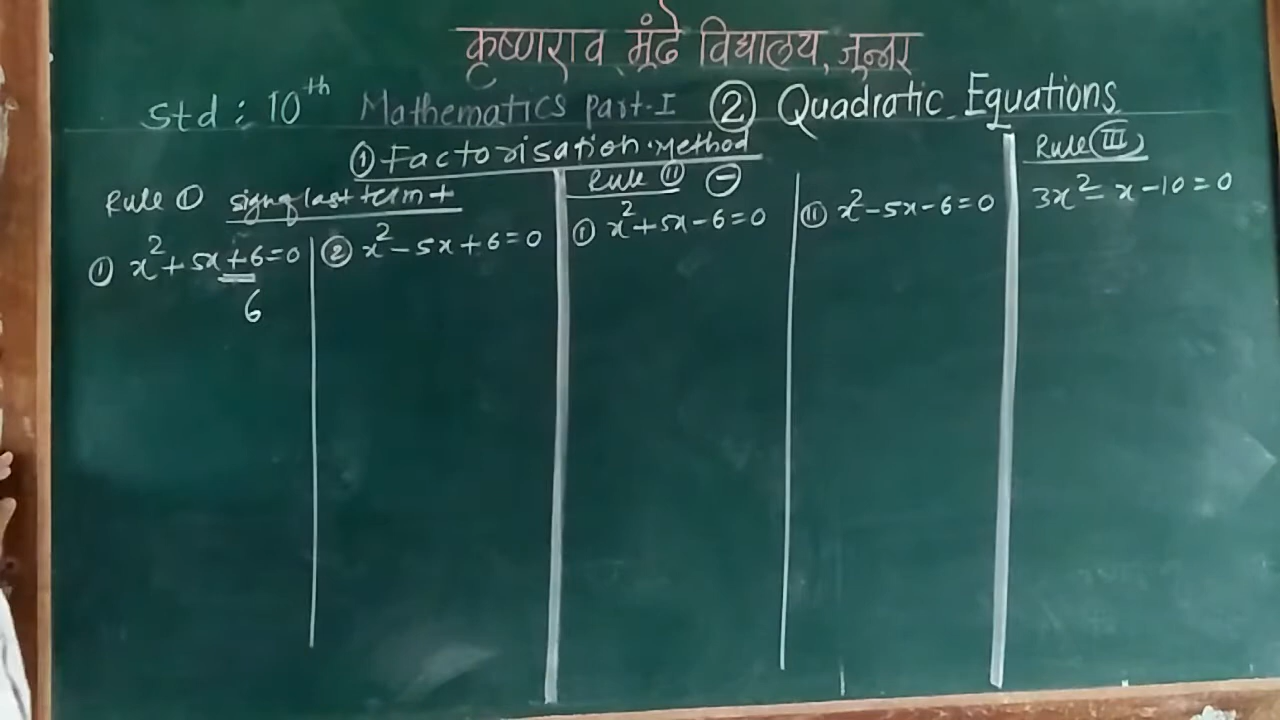 कृष्णराव मुंढे विद्यालय, जुन्नर
Std : 10th Mathematics Part-I ② Quadratic Equations
① Factorisation method
Rule ① sign of last term +
① x²+5x+6=0
6
② x²-5x+6=0
Rule ⑪ ⊖
① x²+5x-6=0
⑪ x²-5x-6=0
Rule (III)
3x²-x-10=0